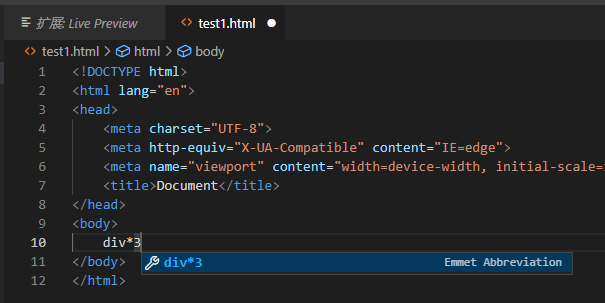 扩展: Live Preview
<> test1.html ●
<> test1.html > html > body
1 <!DOCTYPE html>
2 <html lang="en">
3 <head>
4 <meta charset="UTF-8">
5 <meta http-equiv="X-UA-Compatible" content="IE=edge">
6 <meta name="viewport" content="width=device-width, initial-scale=
7 <title>Document</title>
8 </head>
9 <body>
10 div*3
div*3 Emmet Abbreviation
11 </body>
12 </html>